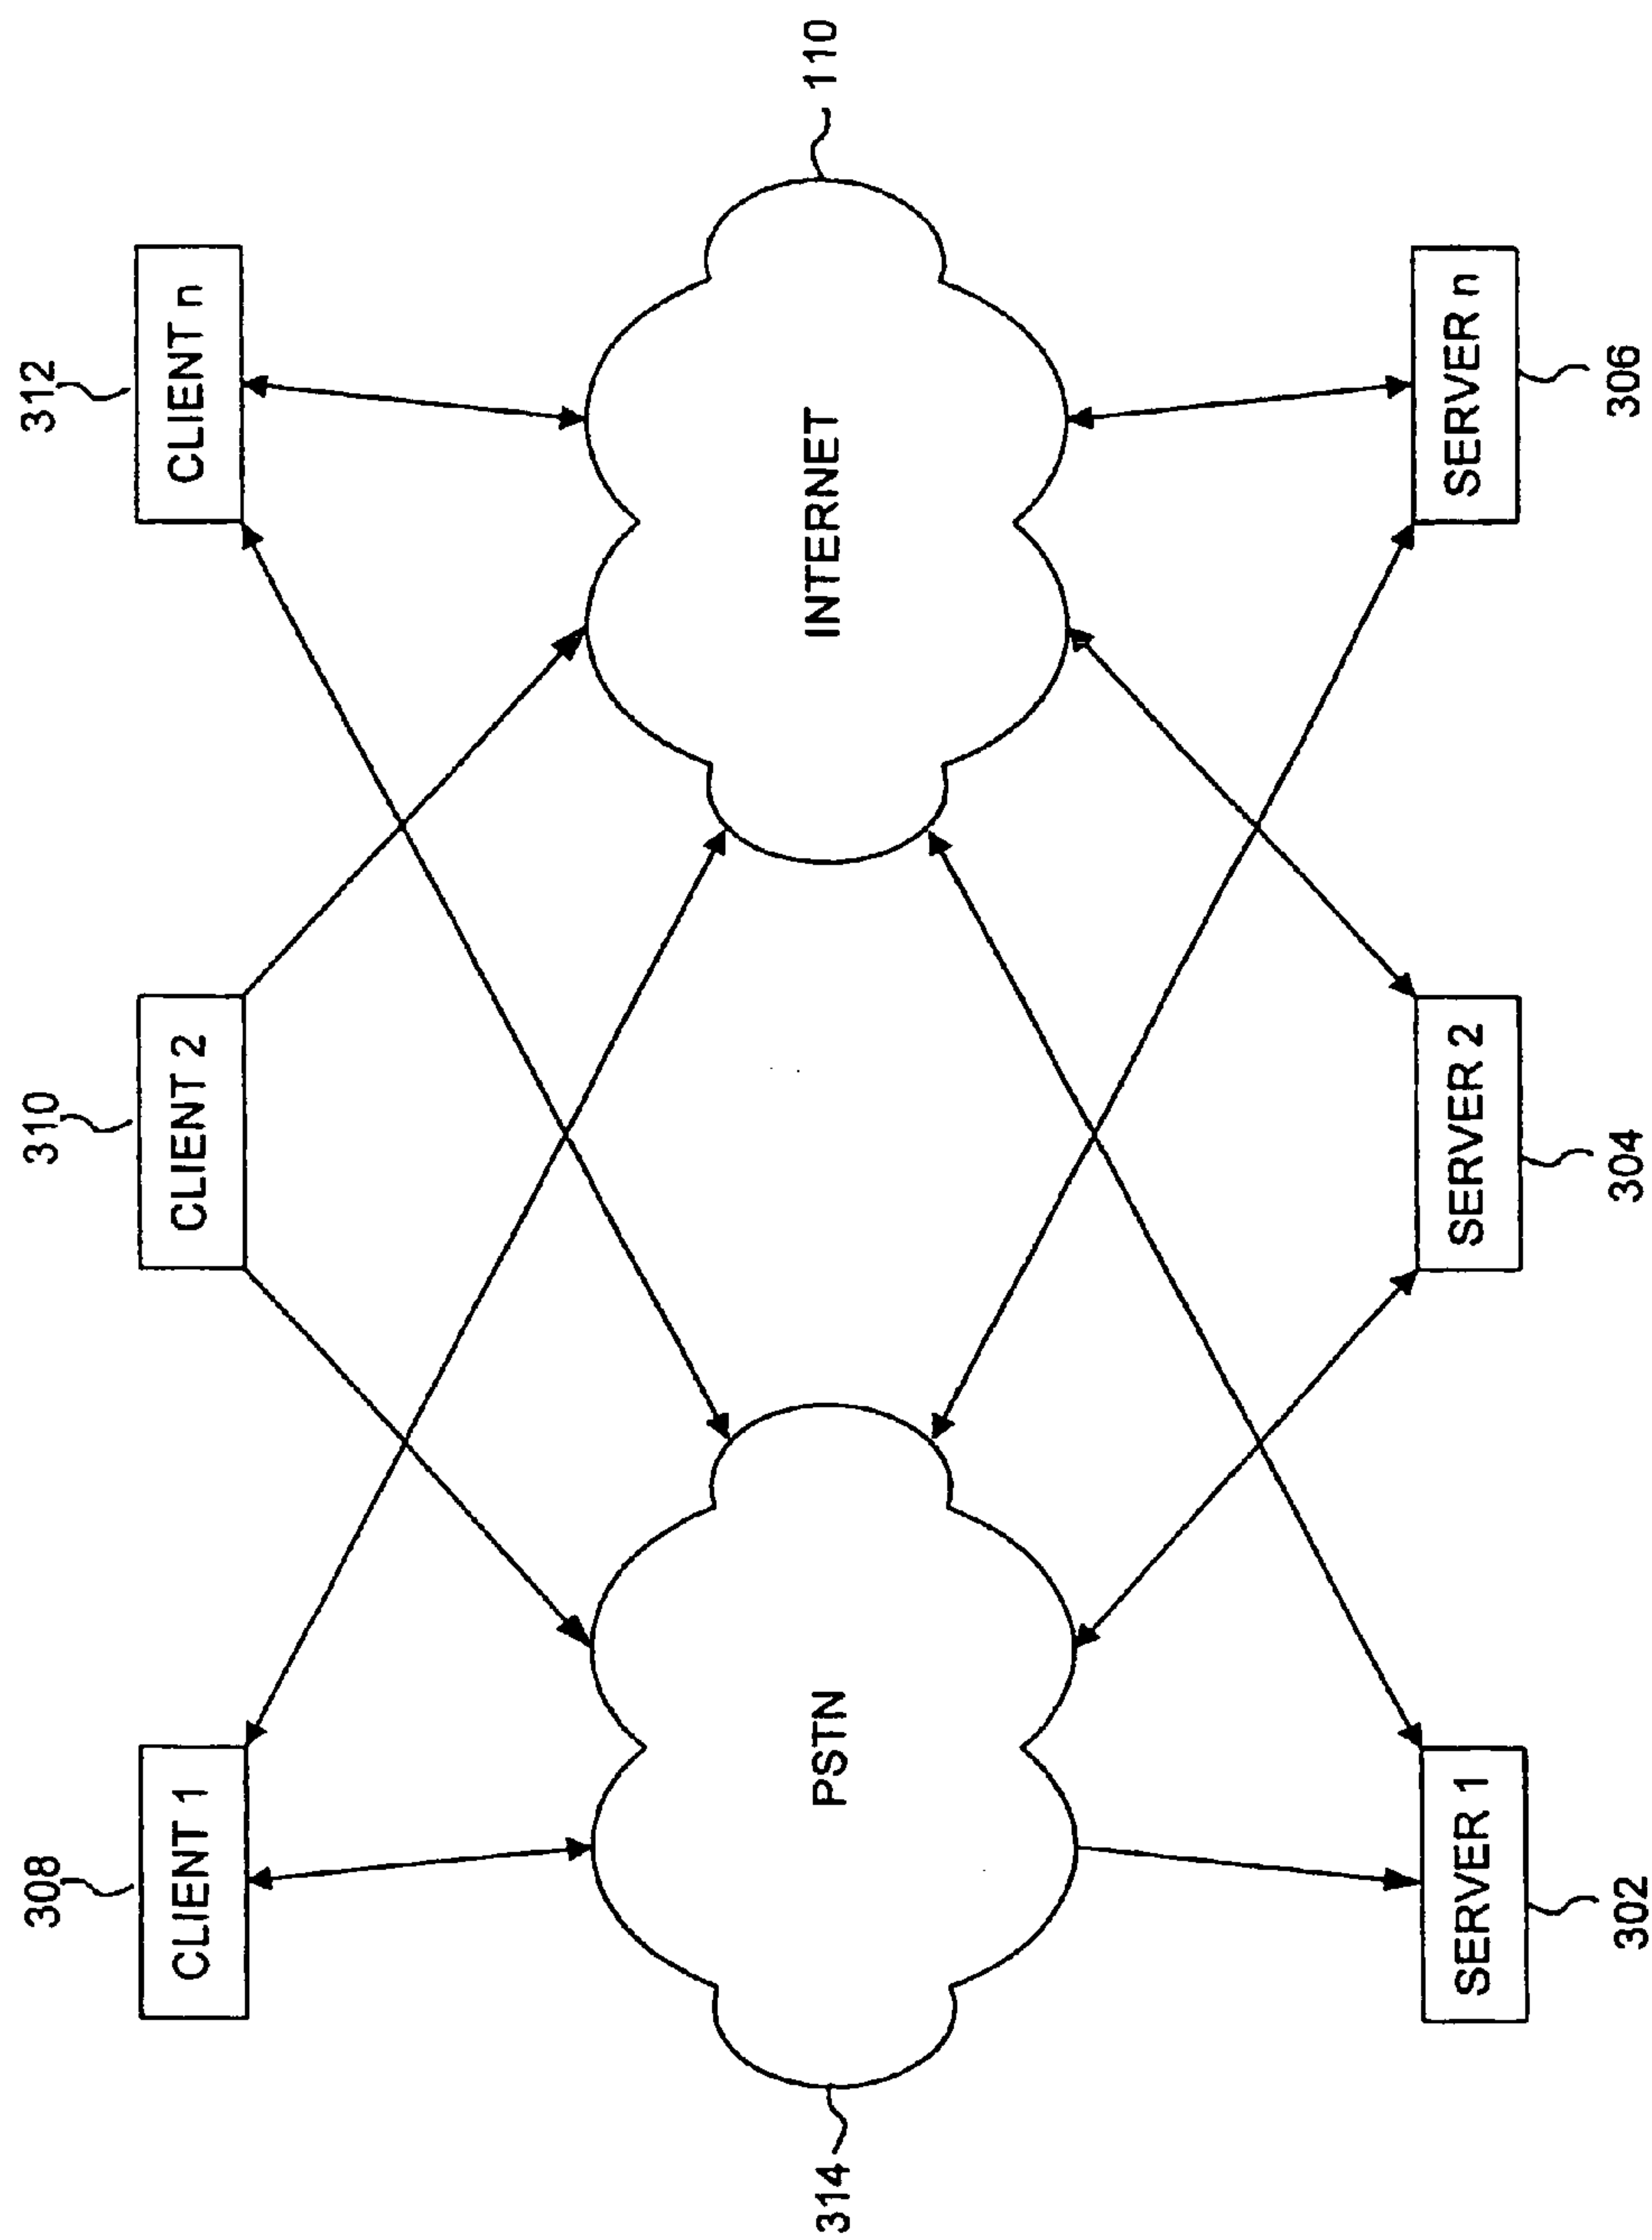 308
310
312
CLIENT 1
CLIENT 2
CLIENT n
314
PSTN
INTERNET
110
SERVER 1
SERVER 2
SERVER n
302
304
306